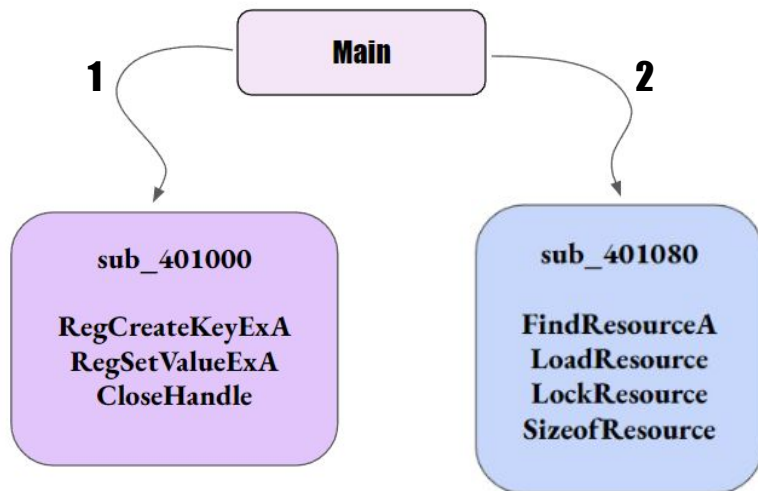 Main
1
2
sub_401000
RegCreateKeyExA
RegSetValueExA
CloseHandle
sub_401080
FindResourceA
LoadResource
LockResource
SizeofResource